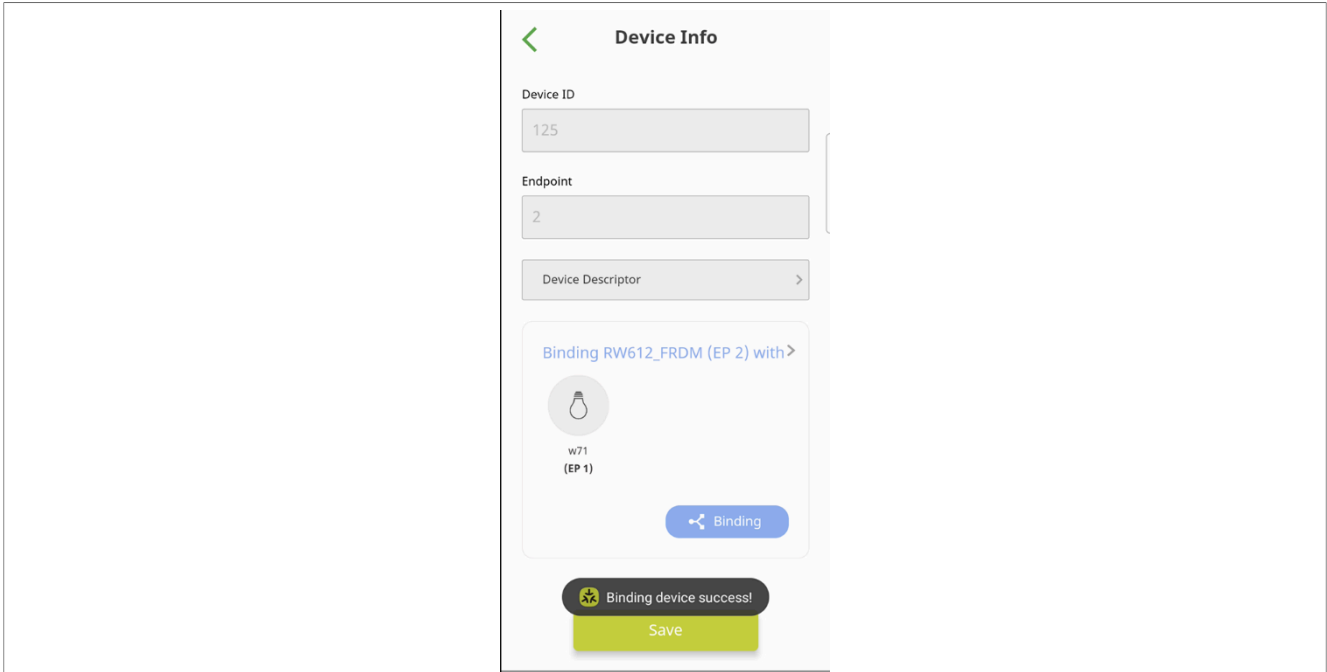 Device Info
Device ID
125
Endpoint
2
Device Descriptor
Binding RW612_FRDM (EP 2) with
w71
(EP 1)
Binding
Binding device success!
Save